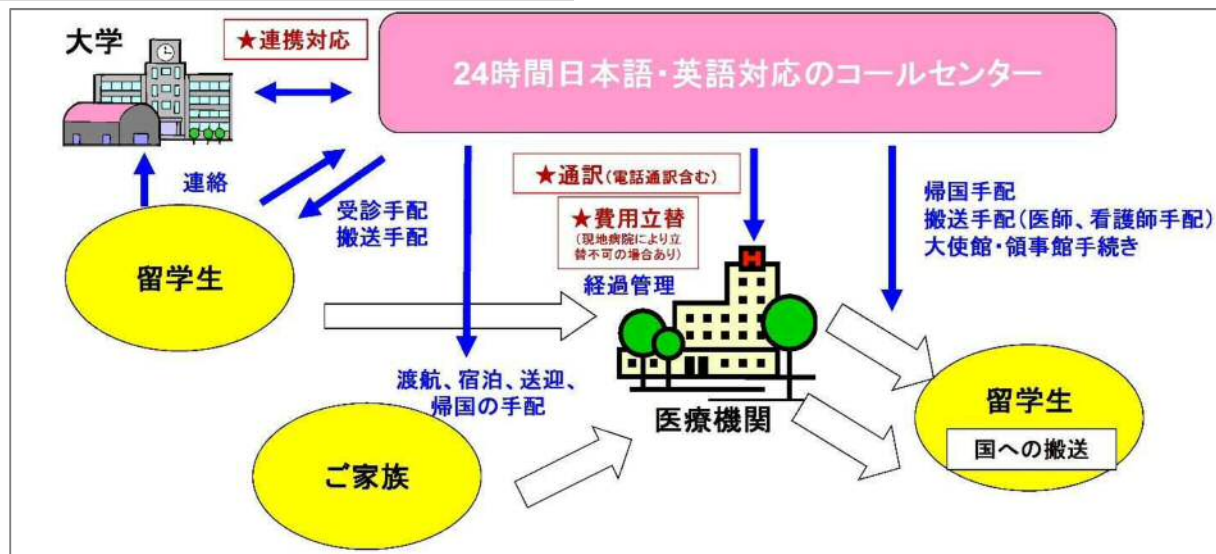 大学
★連携対応
24時間日本語・英語対応のコールセンター
連絡
受診手配
搬送手配
★通訳(電話通訳含む)
★費用立替
(現地病院により立
替不可の場合あり)
経過管理
帰国手配
搬送手配(医師、看護師手配)
大使館・領事館手続き
留学生
H
渡航、宿泊、送迎、
帰国の手配
医療機関
ご家族
留学生
国への搬送